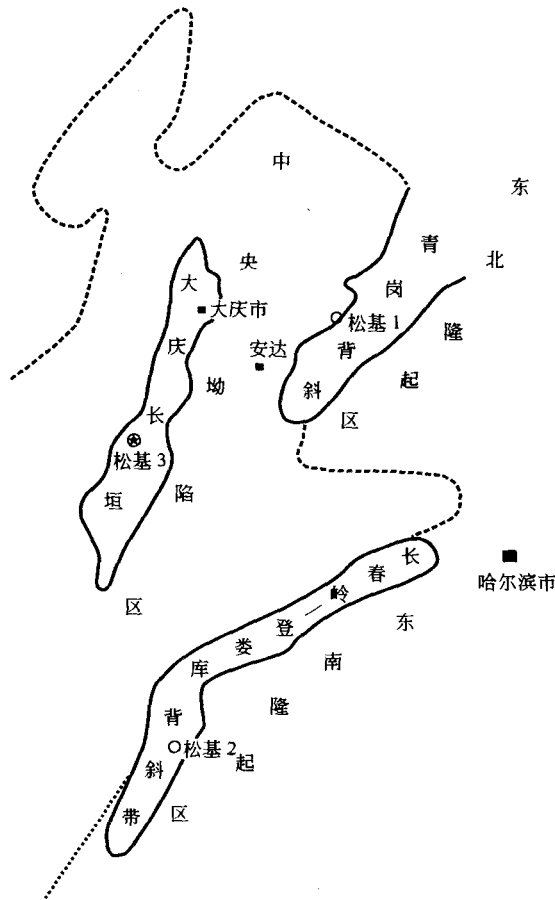 中央坳陷区
东北隆起区
青岗背斜
松基1
大庆长垣
大庆市
安达
松基3
哈尔滨市
长春岭一登娄库背斜带
东南隆起区
松基2